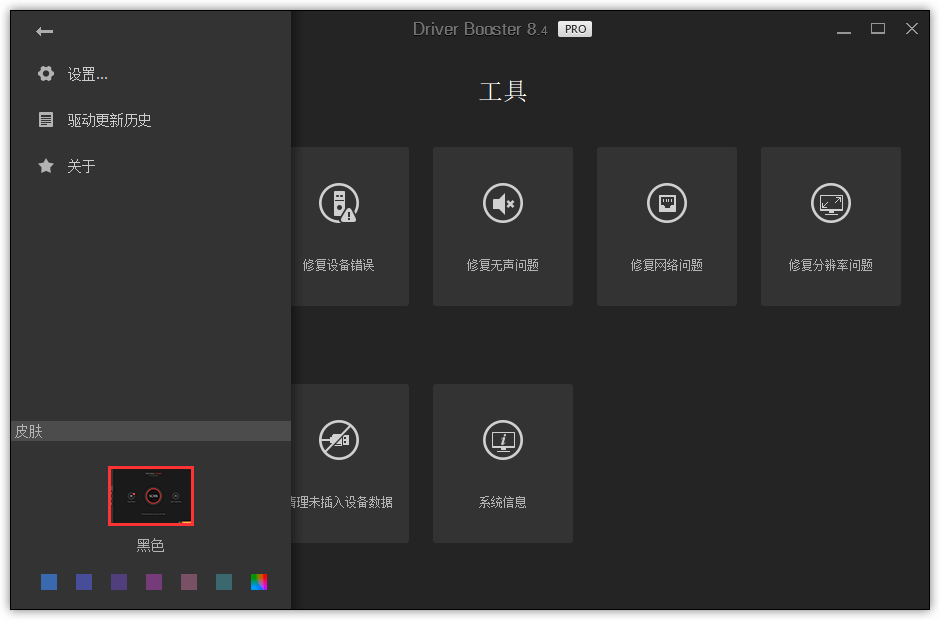 Driver Booster 8.4 PRO
设置...
驱动更新历史
关于
工具
修复设备错误
修复无声问题
修复网络问题
修复分辨率问题
理未插入设备数据
系统信息
皮肤
黑色